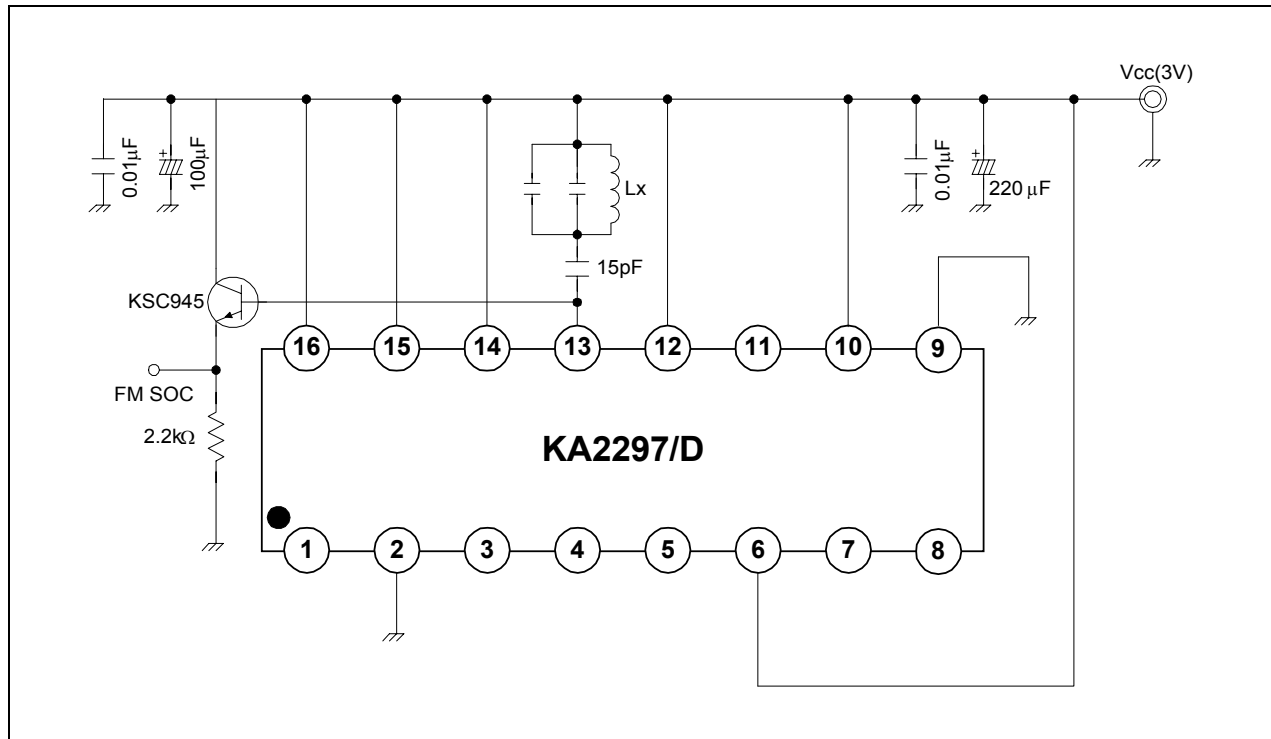 Vcc(3V)
0.01μF
+
100μF
Lx
0.01μF
+
220 μF
15pF
KSC945
16 15 14 13 12 11 10 9
FM SOC
2.2kΩ
KA2297/D
1 2 3 4 5 6 7 8